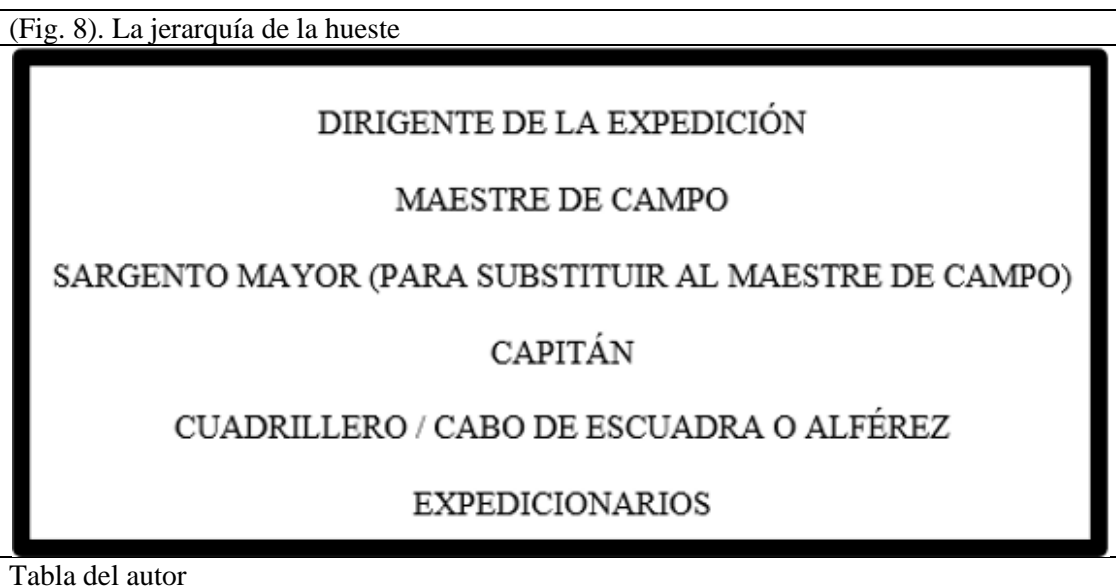 (Fig. 8). La jerarquía de la hueste
DIRIGENTE DE LA EXPEDICIÓN
MAESTRE DE CAMPO
SARGENTO MAYOR (PARA SUBSTITUIR AL MAESTRE DE CAMPO)
CAPITÁN
CUADRILLERO / CABO DE ESCUADRA O ALFÉREZ
EXPEDICIONARIOS
Tabla del autor